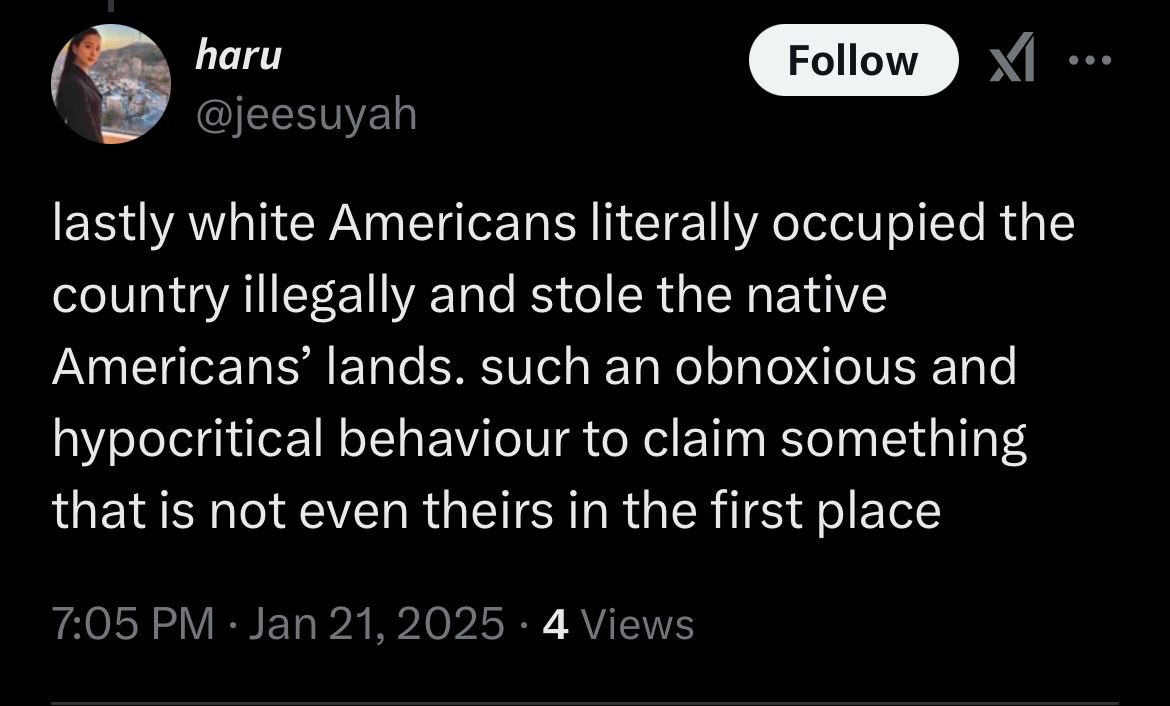 haru
Follow
@jeesuyah
lastly white Americans literally occupied the
country illegally and stole the native
Americans’ lands. such an obnoxious and
hypocritical behaviour to claim something
that is not even theirs in the first place
7:05 PM · Jan 21, 2025 · 4 Views